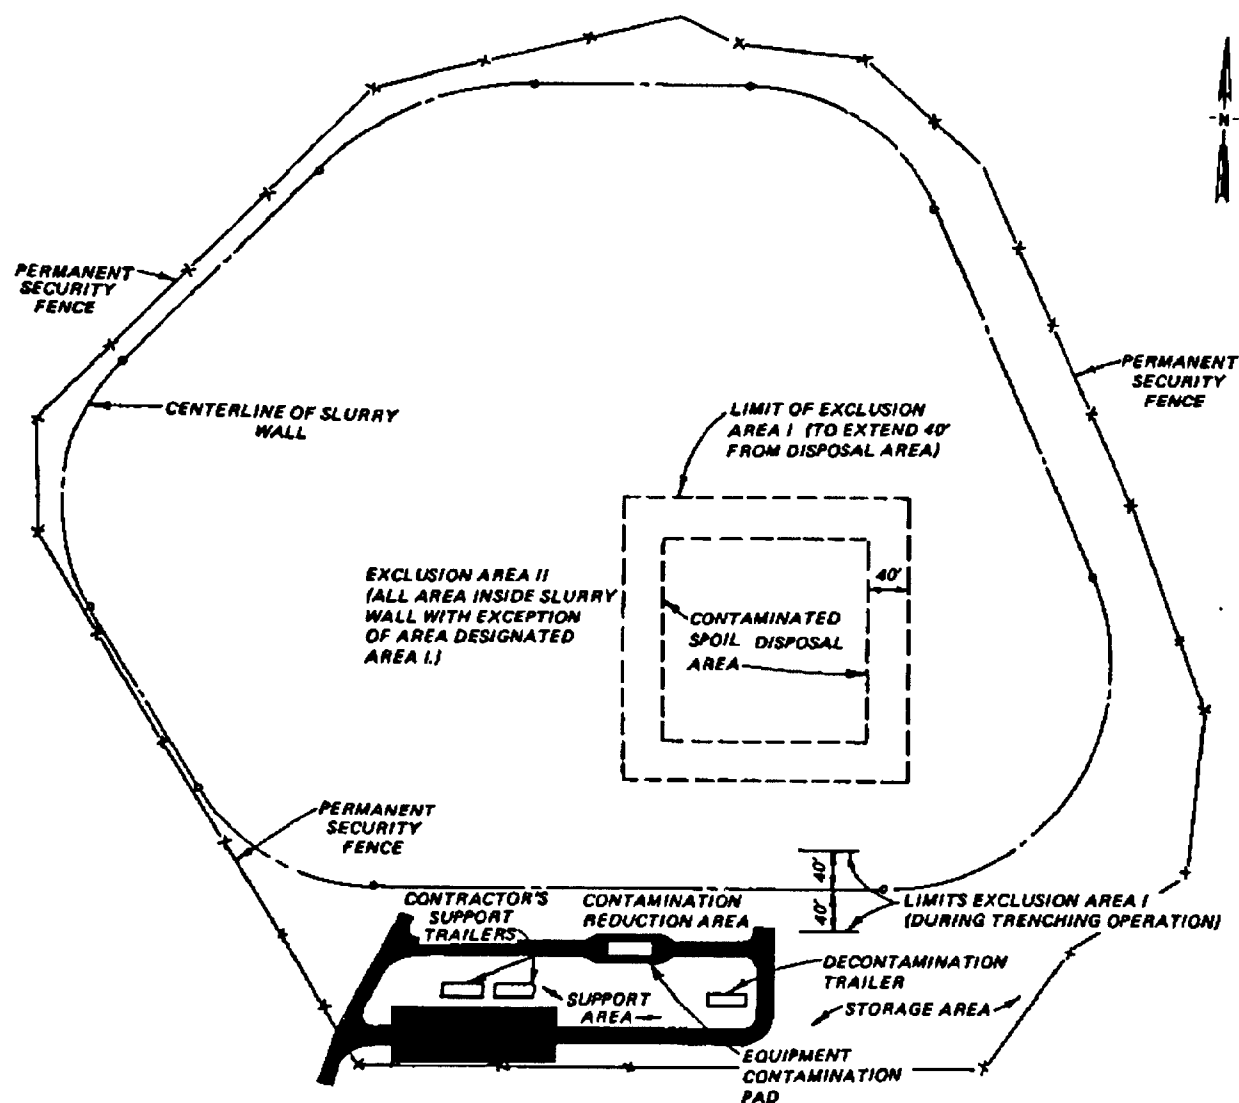 N
PERMANENT
SECURITY
FENCE
PERMANENT
SECURITY
FENCE
CENTERLINE OF SLURRY
WALL
LIMIT OF EXCLUSION
AREA I (TO EXTEND 40'
FROM DISPOSAL AREA)
EXCLUSION AREA II
(ALL AREA INSIDE SLURRY
WALL WITH EXCEPTION
OF AREA DESIGNATED
AREA I.)
40'
CONTAMINATED
SPOIL DISPOSAL
AREA
PERMANENT
SECURITY
FENCE
40'
40'
LIMITS EXCLUSION AREA I
(DURING TRENCHING OPERATION)
CONTRACTOR'S
SUPPORT
TRAILERS
CONTAMINATION
REDUCTION AREA
DECONTAMINATION
TRAILER
SUPPORT
AREA
STORAGE AREA
EQUIPMENT
CONTAMINATION
PAD